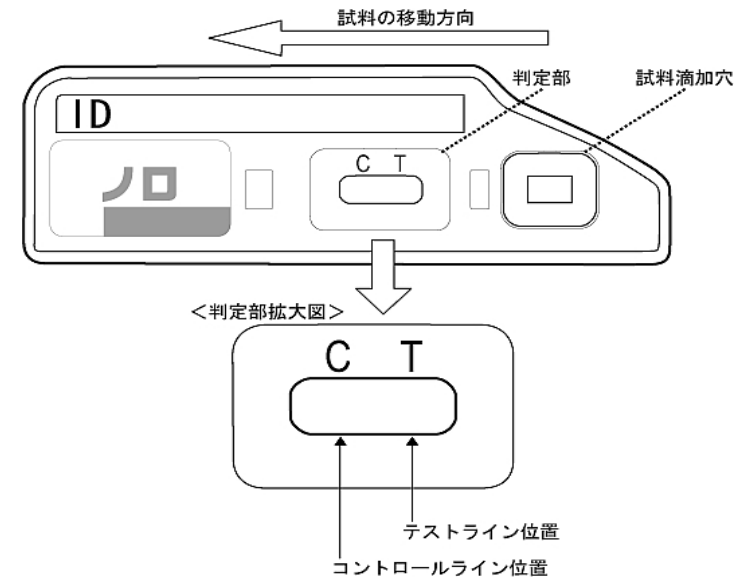 試料の移動方向
判定部
試料滴加穴
ID
C T
ノロ
＜判定部拡大図＞
C T
テストライン位置
コントロールライン位置